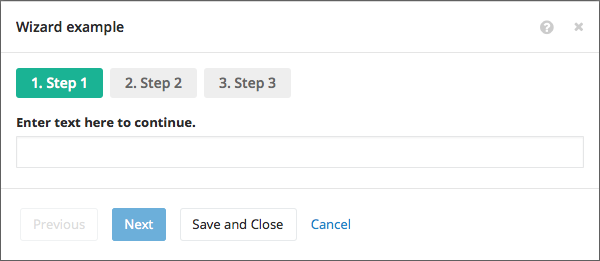 Wizard example
1. Step 1 2. Step 2 3. Step 3
Enter text here to continue.
Previous Next Save and Close Cancel